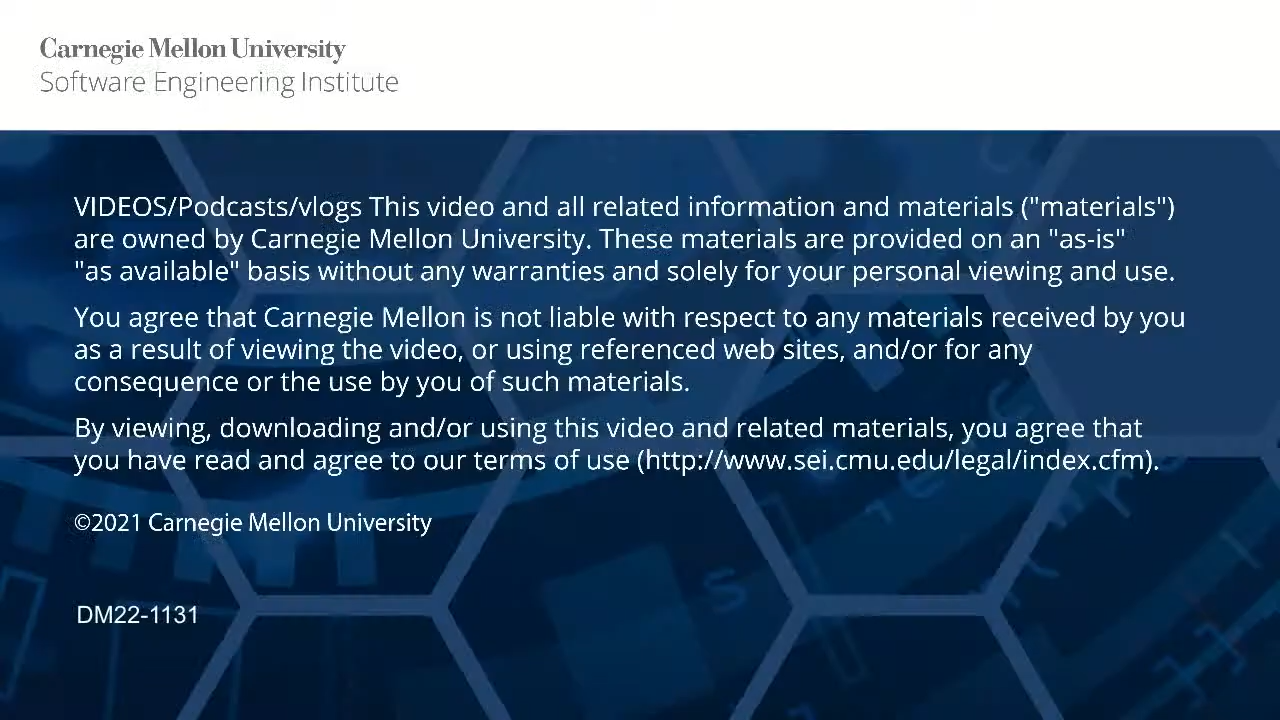 Carnegie Mellon University
Software Engineering Institute
VIDEOS/Podcasts/vlogs This video and all related information and materials ("materials")
are owned by Carnegie Mellon University. These materials are provided on an "as-is"
"as available" basis without any warranties and solely for your personal viewing and use.
You agree that Carnegie Mellon is not liable with respect to any materials received by you
as a result of viewing the video, or using referenced web sites, and/or for any
consequence or the use by you of such materials.
By viewing, downloading and/or using this video and related materials, you agree that
you have read and agree to our terms of use (http://www.sei.cmu.edu/legal/index.cfm).
©2021 Carnegie Mellon University
DM22-1131